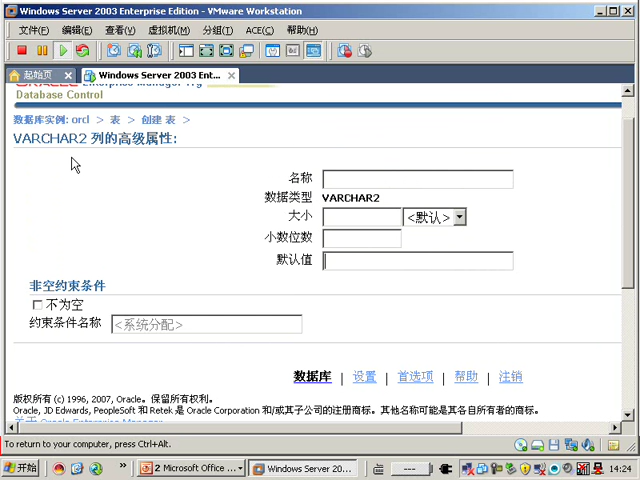 Windows Server 2003 Enterprise Edition - VMware Workstation
文件(F) 编辑(E) 查看(V) 虚拟机(M) 分组(T) ACE(C) 帮助(H)
起始页 Windows Server 2003 Ent...
Database Control
数据库实例: orcl > 表 > 创建 表 >
VARCHAR2 列的高级属性:
名称
数据类型 VARCHAR2
大小 <默认>
小数位数
默认值
非空约束条件
不为空
约束条件名称 <系统分配>
数据库 | 设置 | 首选项 | 帮助 | 注销
版权所有 (c) 1996, 2007, Oracle。保留所有权利。
Oracle, JD Edwards, PeopleSoft 和 Retek 是 Oracle Corporation 和/或其子公司的注册商标。其他名称可能是其各自所有者的商标。
关于 Oracle Enterprise Manager
To return to your computer, press Ctrl+Alt.
开始 » 2 Microsoft Office ... Windows Server 20... --- 14:24